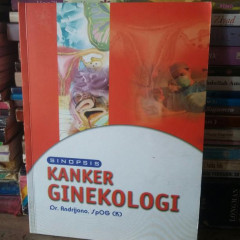 SINOPSIS
KANKER
GINEKOLOGI
Dr. Andrijono, SpOG (K)